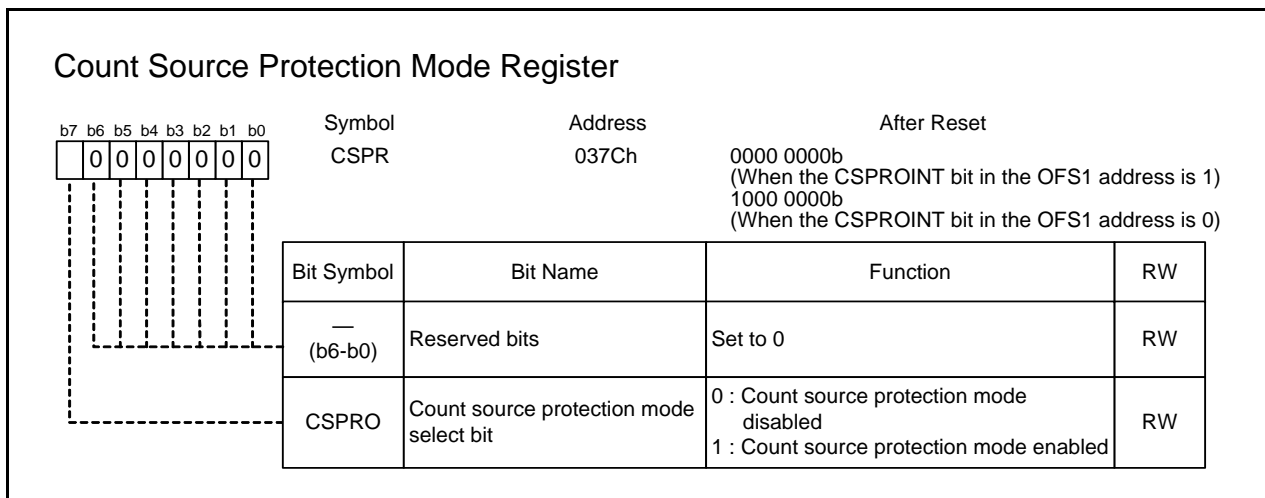 Count Source Protection Mode Register
b7 b6 b5 b4 b3 b2 b1 b0
0 0 0 0 0 0 0
Symbol
CSPR
Address
037Ch
After Reset
0000 0000b
(When the CSPROINT bit in the OFS1 address is 1)
1000 0000b
(When the CSPROINT bit in the OFS1 address is 0)
Bit Symbol
Bit Name
Function
RW
—
(b6-b0)
Reserved bits
Set to 0
RW
CSPRO
Count source protection mode
select bit
0 : Count source protection mode
disabled
1 : Count source protection mode enabled
RW